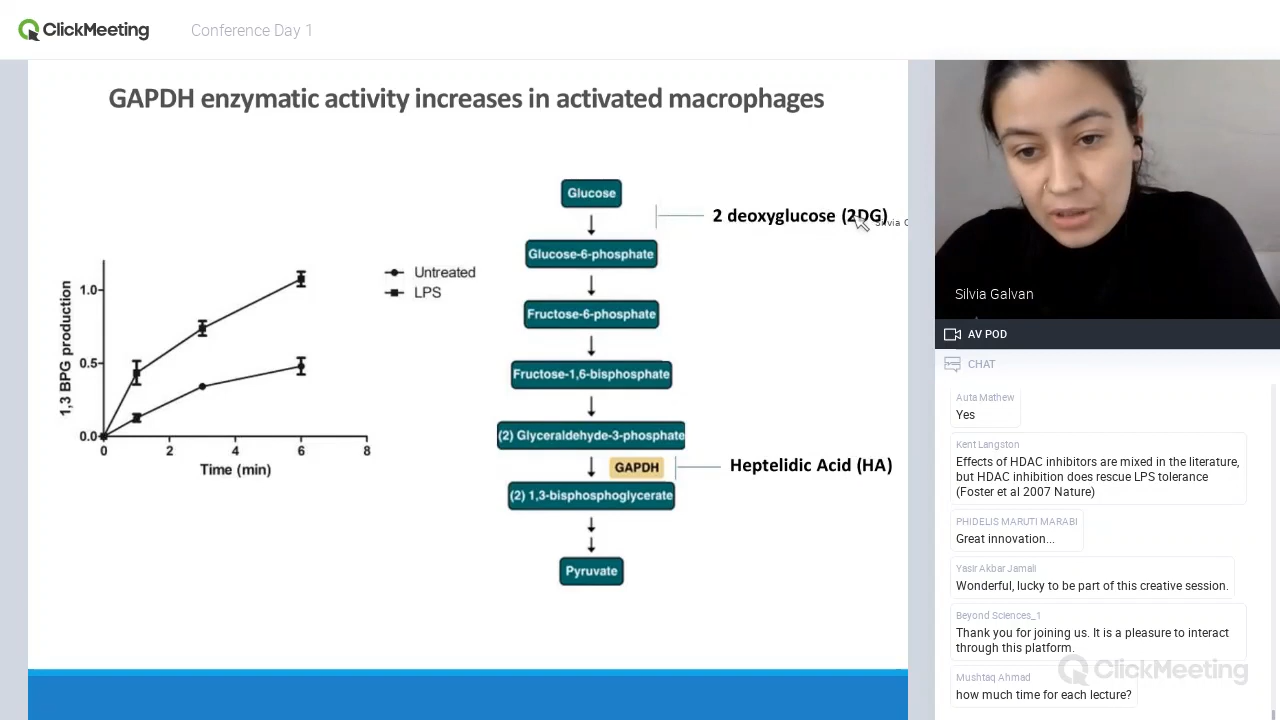 ClickMeeting
Conference Day 1
GAPDH enzymatic activity increases in activated macrophages
1,3 BPG production
1.0
0.5
0.0
0 2 4 6 8
Time (min)
Untreated
LPS
Glucose
2 deoxyglucose (2DG)
Silvia G
Glucose-6-phosphate
Fructose-6-phosphate
Fructose-1,6-bisphosphate
(2) Glyceraldehyde-3-phosphate
GAPDH
Heptelidic Acid (HA)
(2) 1,3-bisphosphoglycerate
Pyruvate
Silvia Galvan
AV POD
CHAT
Auta Mathew
Yes
Kent Langston
Effects of HDAC inhibitors are mixed in the literature,
but HDAC inhibition does rescue LPS tolerance
(Foster et al 2007 Nature)
PHIDELIS MARUTI MARABI
Great innovation...
Yasir Akbar Jamali
Wonderful, lucky to be part of this creative session.
Beyond Sciences_1
Thank you for joining us. It is a pleasure to interact
through this platform.
Mushtaq Ahmad
how much time for each lecture?
ClickMeeting